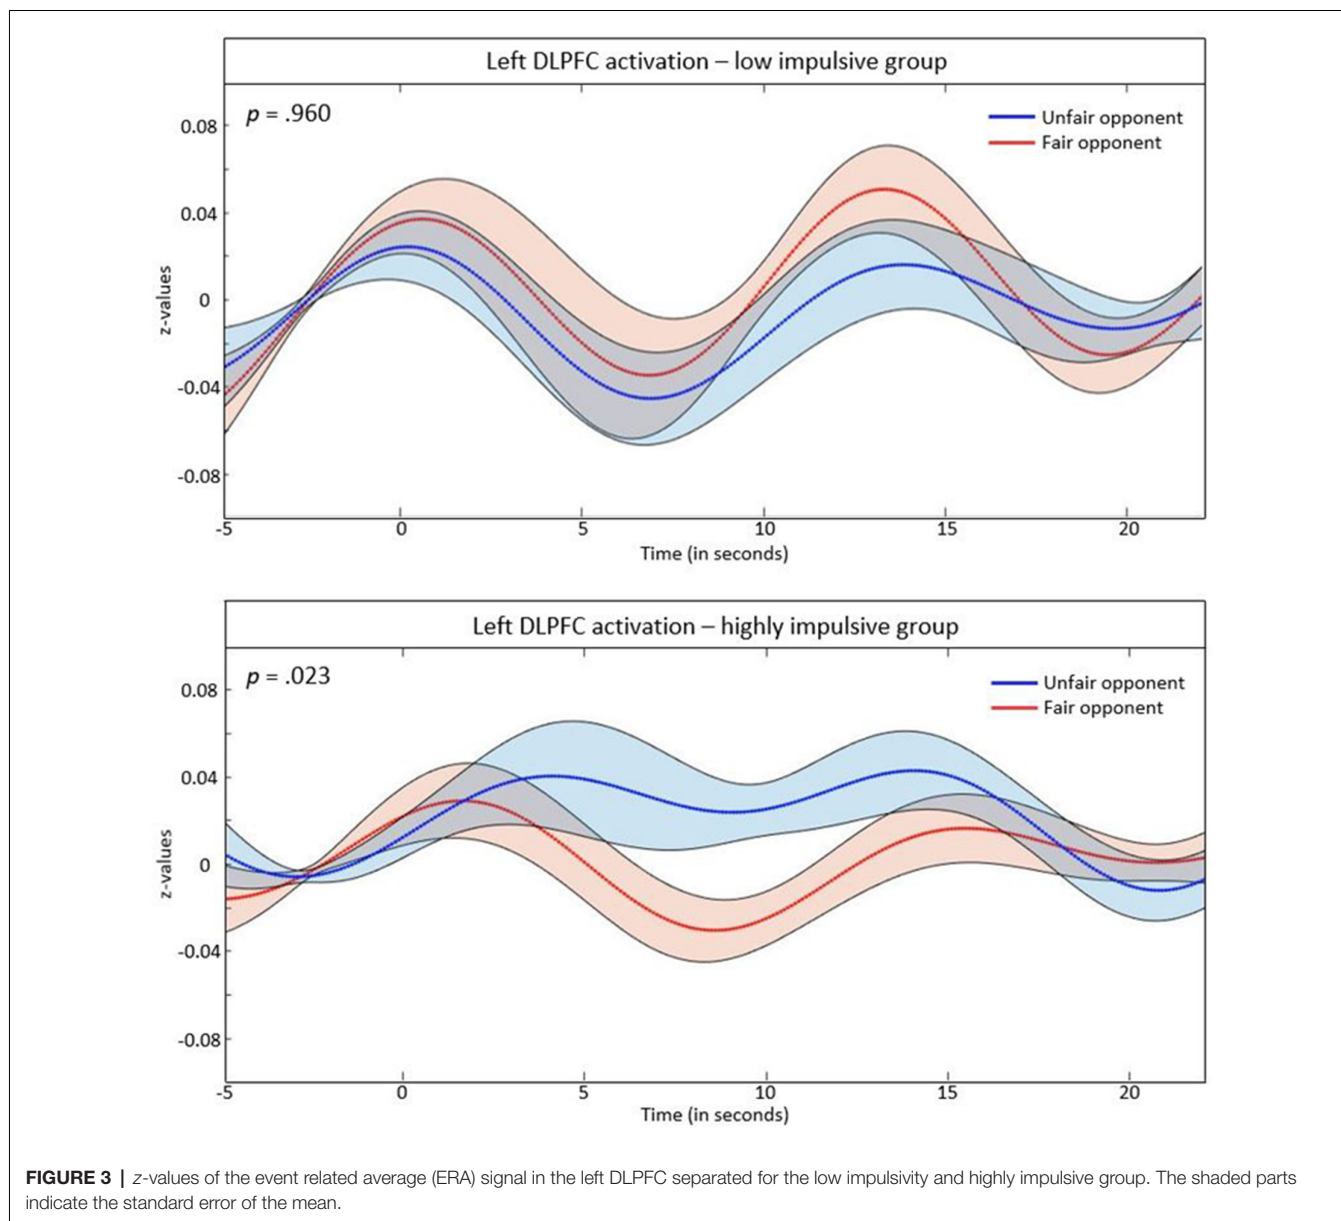 Left DLPFC activation – low impulsive group
p = .960
Unfair opponent
Fair opponent
0.08
0.04
0
-0.04
-0.08
z-values
-5 0 5 10 15 20
Time (in seconds)
Left DLPFC activation – highly impulsive group
p = .023
Unfair opponent
Fair opponent
0.08
0.04
0
-0.04
-0.08
z-values
-5 0 5 10 15 20
Time (in seconds)
FIGURE 3 | z-values of the event related average (ERA) signal in the left DLPFC separated for the low impulsivity and highly impulsive group. The shaded parts
indicate the standard error of the mean.